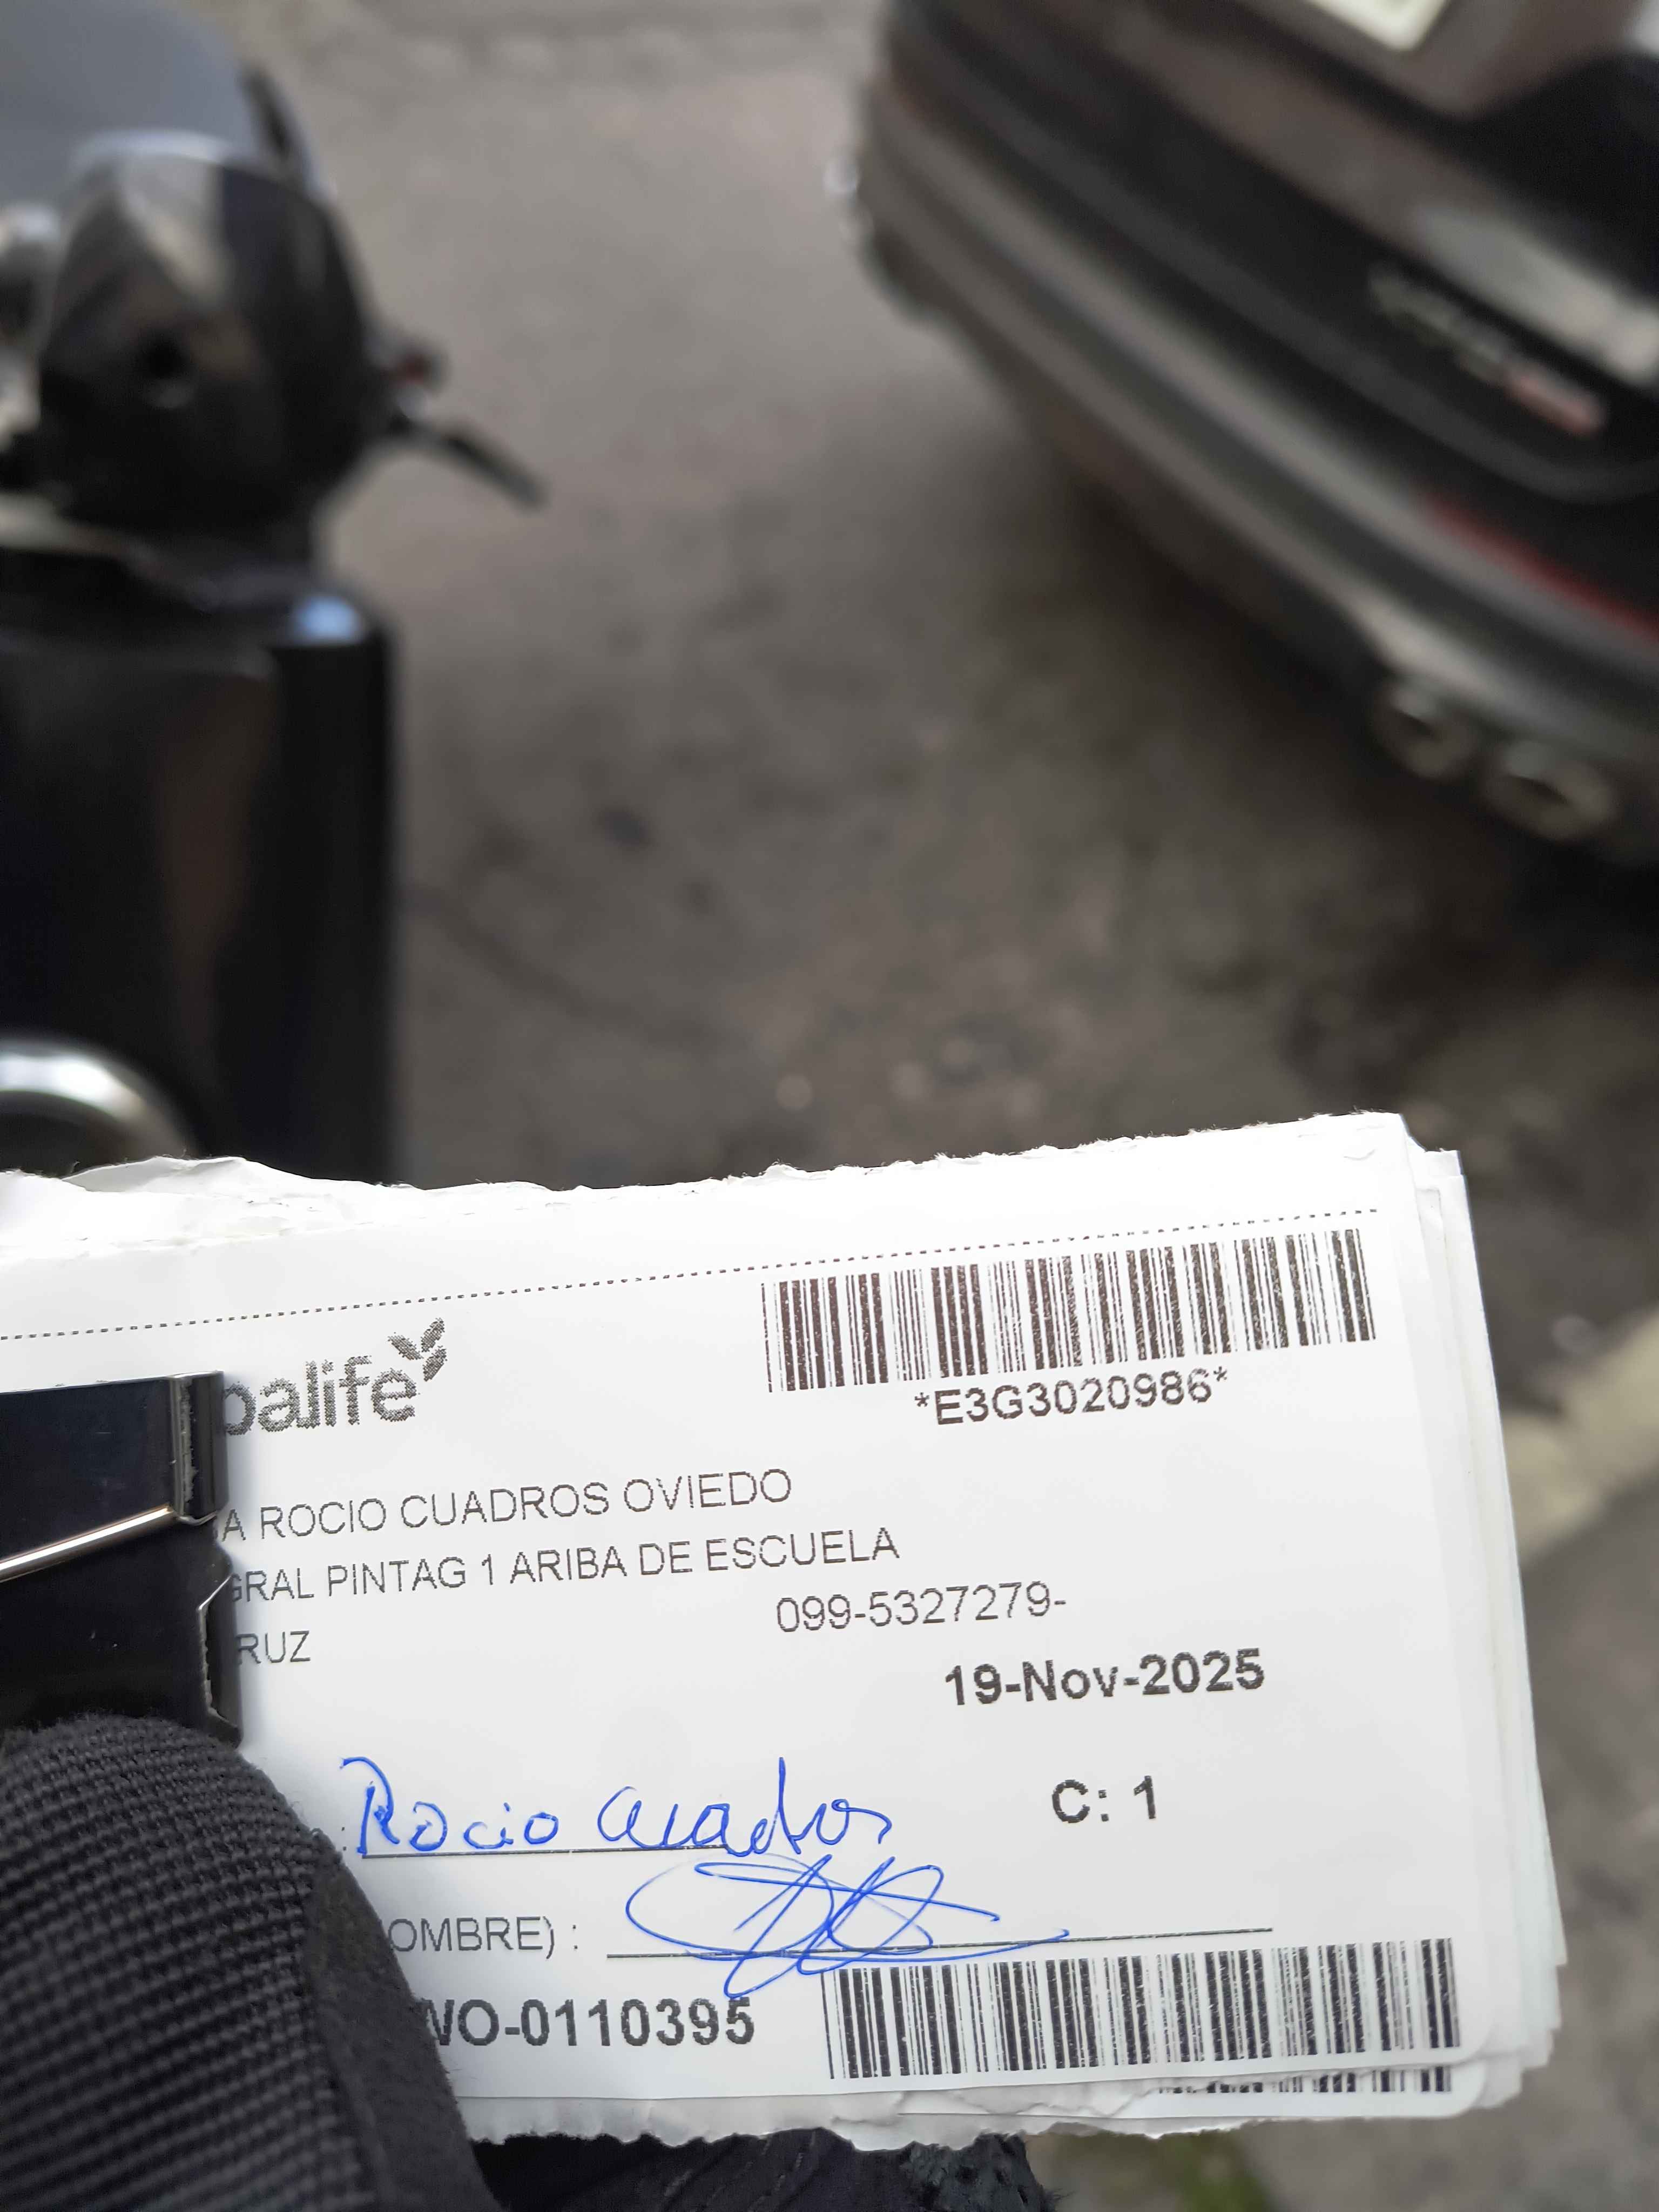 balife
*E3G3020986*
A ROCIO CUADROS OVIEDO
GRAL PINTAG 1 ARIBA DE ESCUELA
099-5327279-
RUZ
19-Nov-2025
: Rocio Cuadros
C: 1
OMBRE) :
WO-0110395